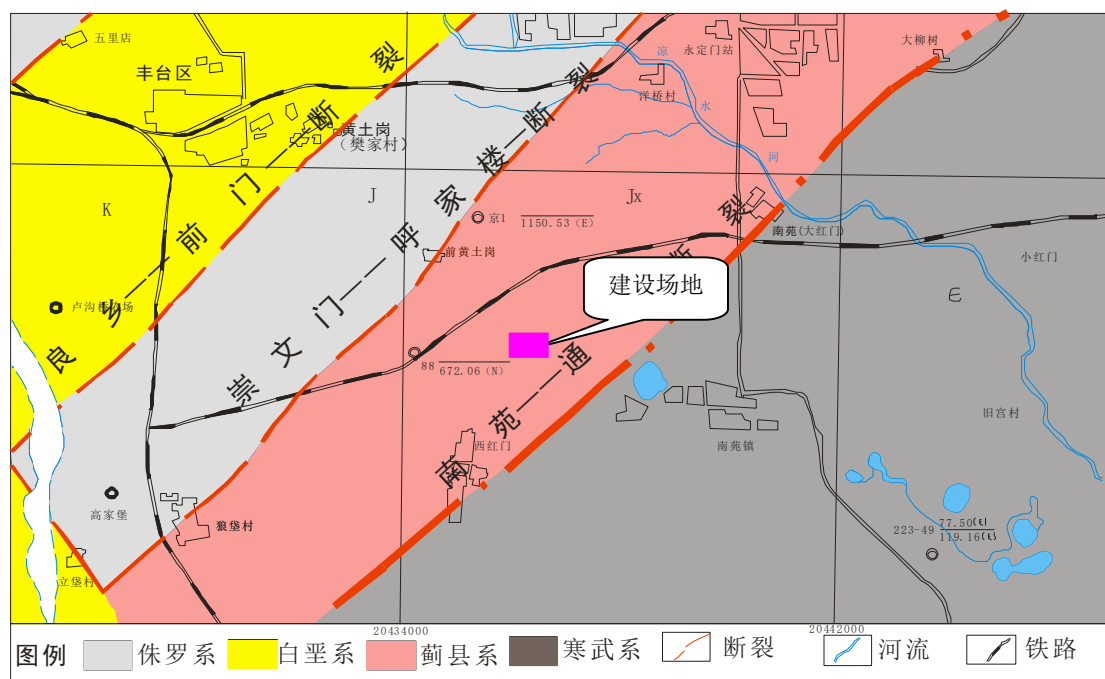 五里店
丰台区
黄土岗
（樊家村）
良乡——前门——断裂
崇文门——呼家楼—断裂
南苑——通
断裂
永定门站
大柳树
洋桥村
凉水河
K
J
Jx
京1
1150.53（E）
前黄土岗
南苑(大红门)
小红门
建设场地
卢沟桥农场
88
672.06（N）
旧宫村
南苑镇
西红门
高家堡
狼垡村
立垡村
223-49
77.50(E)
119.16(E)
20434000
20442000
图例
侏罗系
白垩系
蓟县系
寒武系
断裂
河流
铁路